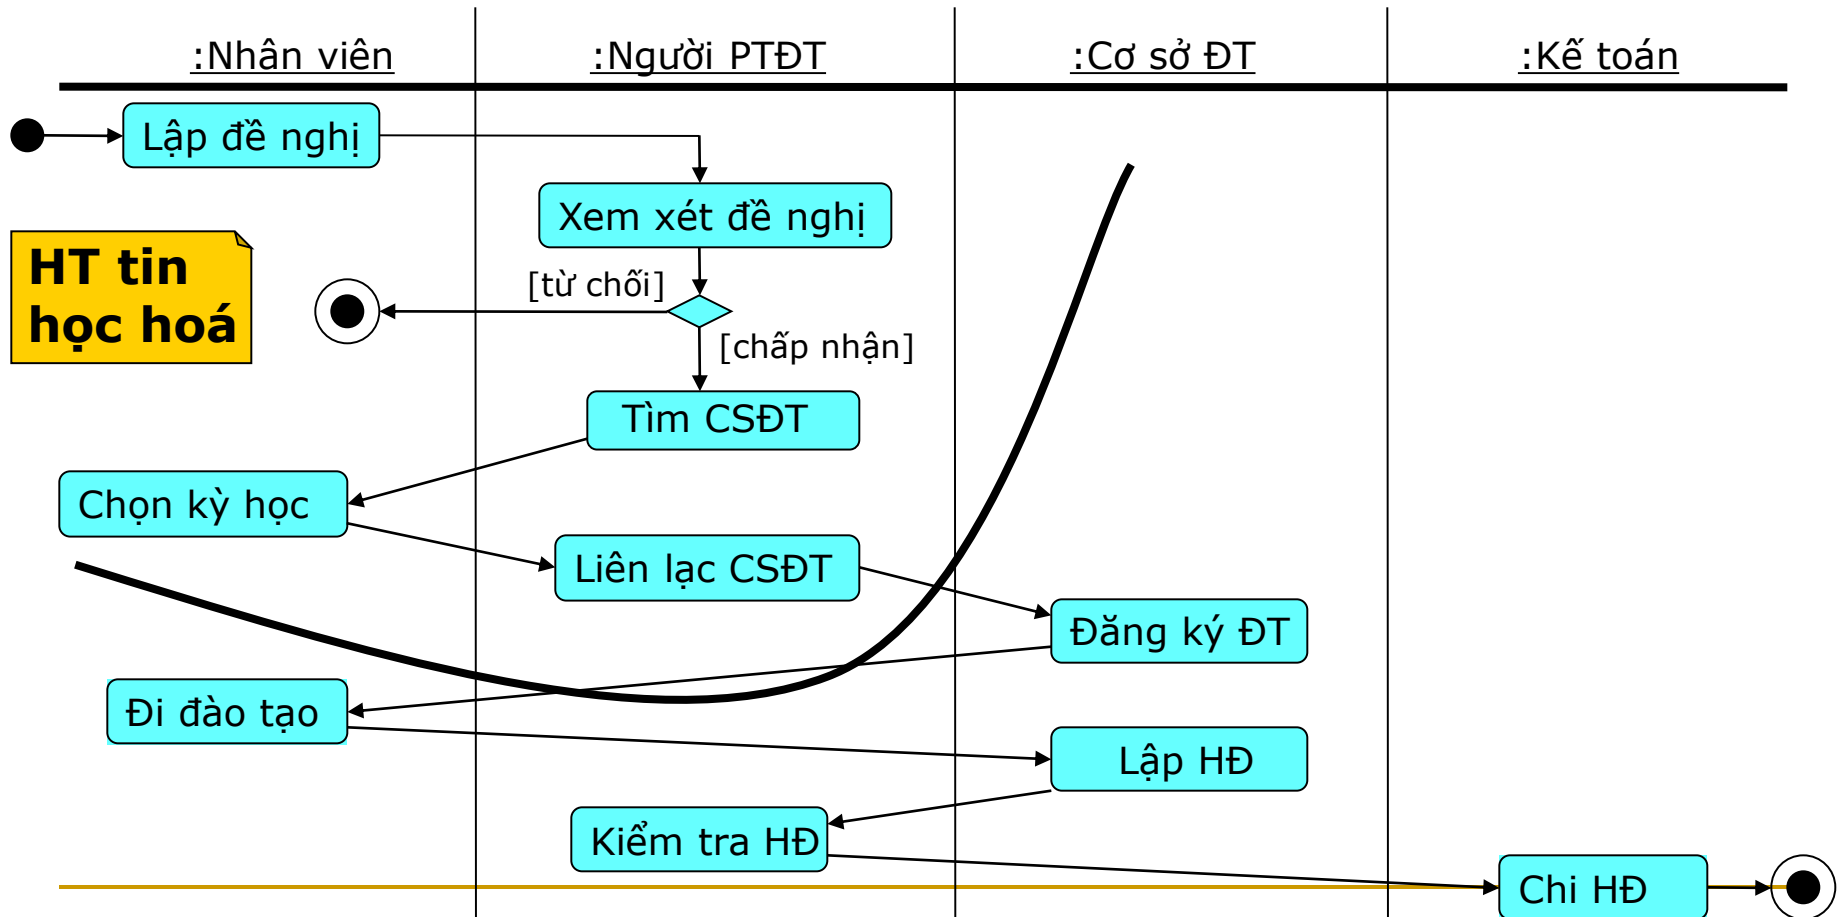 :Nhân viên
:Người PTĐT
:Cơ sở ĐT
:Kế toán
Lập đề nghị
Xem xét đề nghị
HT tin
học hoá
[từ chối]
[chấp nhận]
Tìm CSĐT
Chọn kỳ học
Liên lạc CSĐT
Đăng ký ĐT
Đi đào tạo
Lập HĐ
Kiểm tra HĐ
Chi HĐ